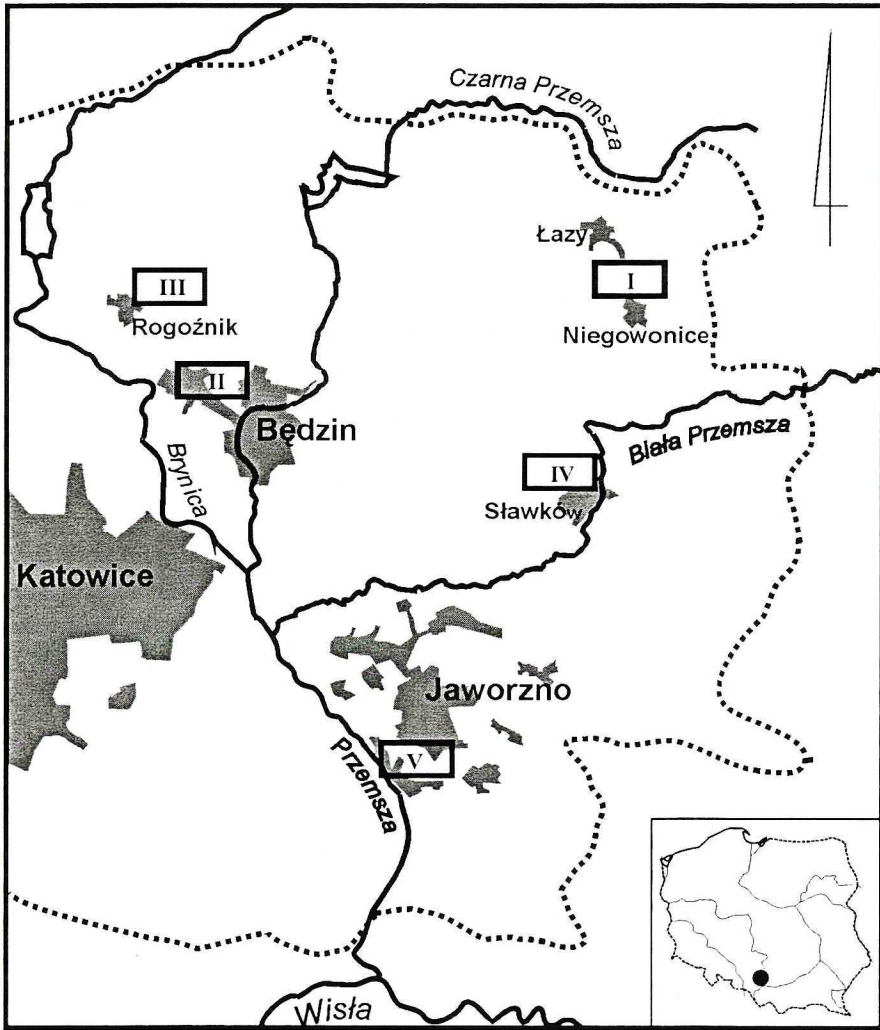 Czarna Przemsza
Łazy
I
Niegowonice
III
Rogoźnik
II
Będzin
Brynica
Biała Przemsza
IV
Sławków
Katowice
Jaworzno
V
Przemsza
Wisła